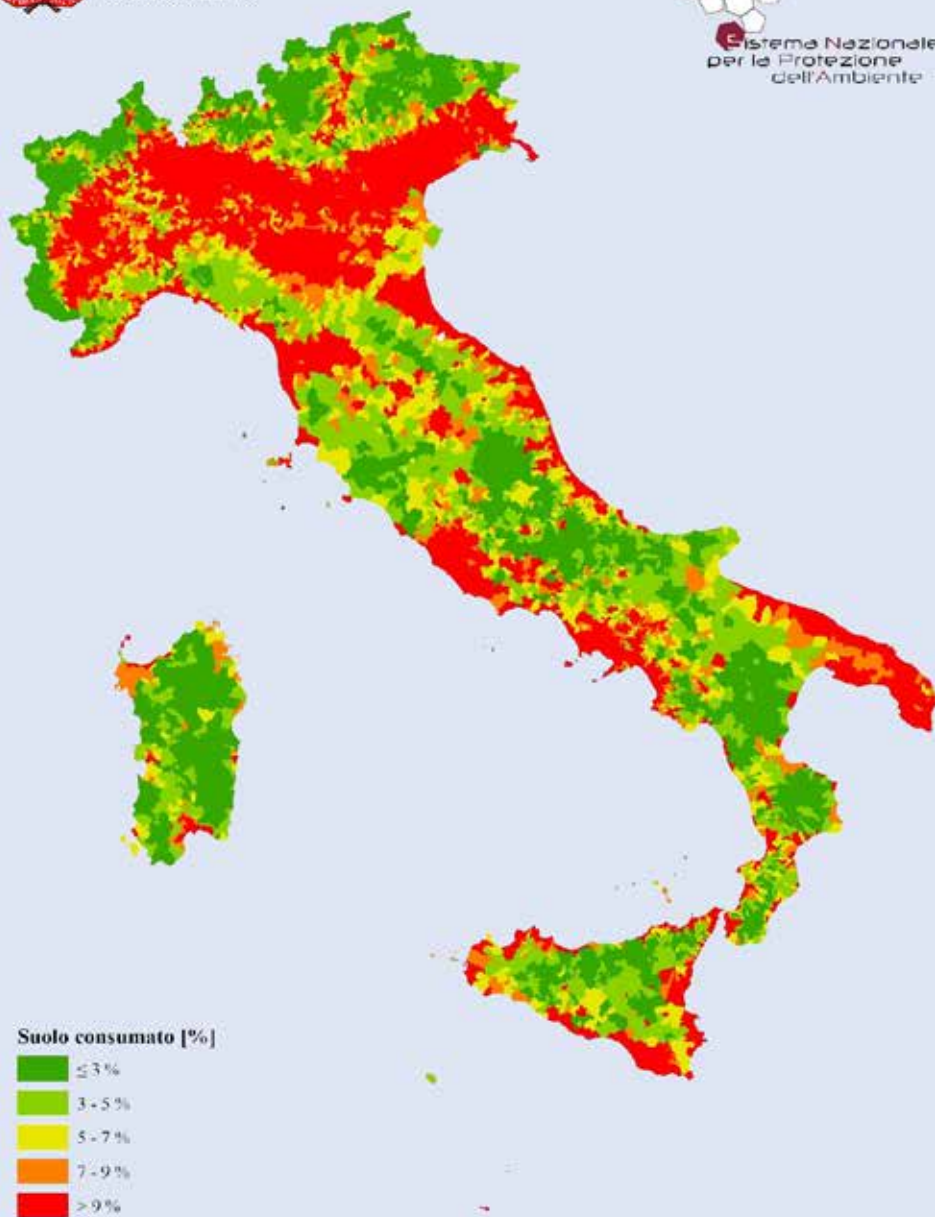 Sistema Nazionale
per la Protezione
dell'Ambiente
Suolo consumato [%]
≤ 3 %
3 - 5 %
5 - 7 %
7 - 9 %
> 9 %